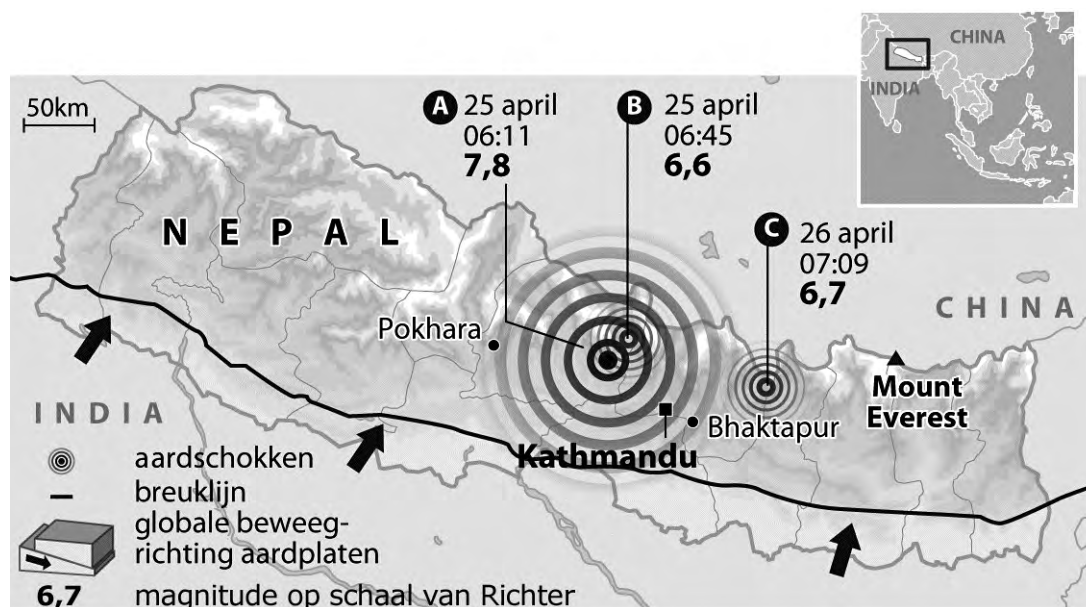 CHINA
INDIA
50km
A 25 april
06:11
7,8
B 25 april
06:45
6,6
C 26 april
07:09
6,7
NEPAL
CHINA
Pokhara
Mount
Everest
INDIA
Bhaktapur
Kathmandu
aardschokken
breuklijn
globale beweeg-
richting aardplaten
6,7 magnitude op schaal van Richter